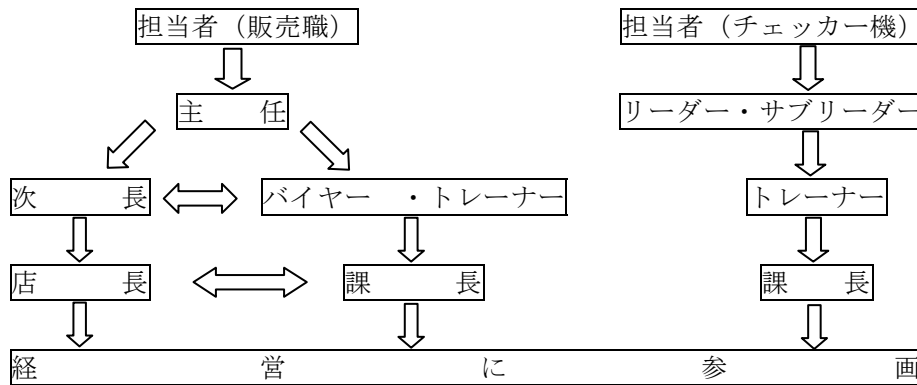 担当者（販売職）
担当者（チェッカー機）
主　任
リーダー・サブリーダー
次　長
バイヤー ・トレーナー
トレーナー
店　長
課　長
課　長
経　営　に　参　画